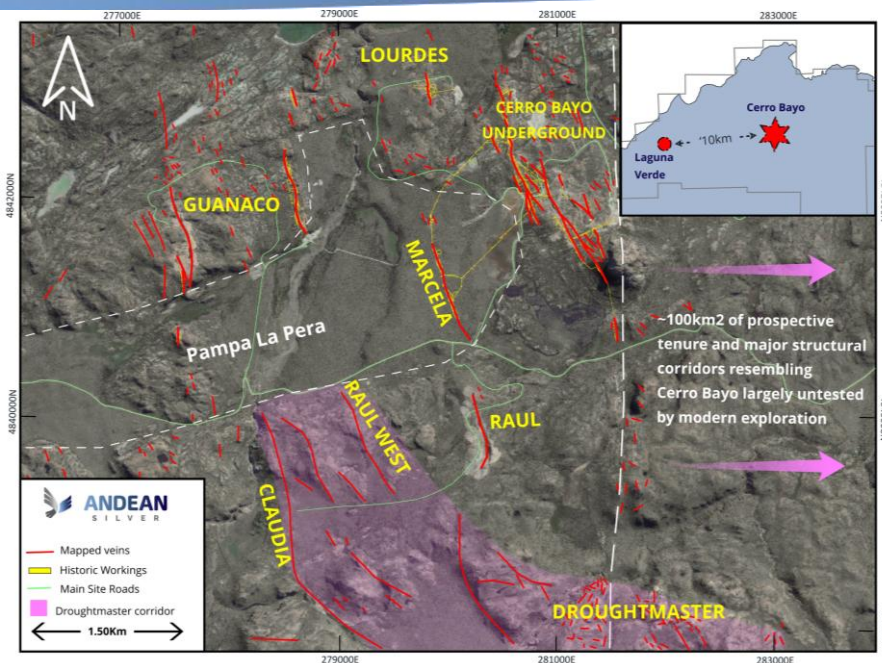 277000E
279000E
281000E
283000E
LOURDES
CERRO BAYO
UNDERGROUND
Cerro Bayo
~10km
Laguna
Verde
N
4842000N
GUANACO
MARCELA
Pampa La Pera
~100km2 of prospective
tenure and major structural
corridors resembling
Cerro Bayo largely untested
by modern exploration
4840000N
RAUL WEST
RAUL
CLAUDIA
DROUGHTMASTER
ANDEAN
SILVER
Mapped veins
Historic Workings
Main Site Roads
Droughtmaster corridor
1.50Km
279000E
281000E
283000E